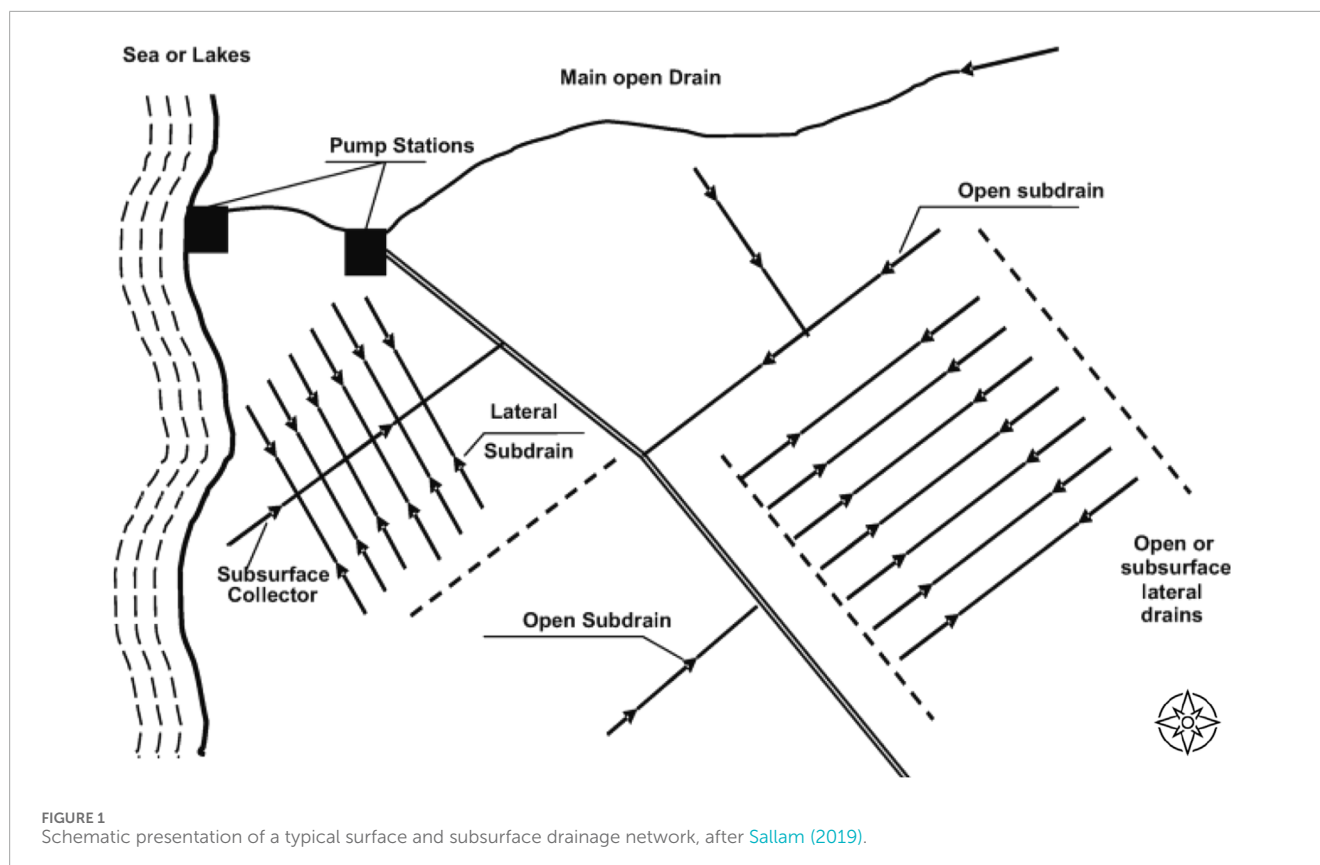 Sea or Lakes
Main open Drain
Pump Stations
Open subdrain
Lateral
Subdrain
Subsurface
Collector
Open Subdrain
Open or
subsurface
lateral
drains
FIGURE 1
Schematic presentation of a typical surface and subsurface drainage network, after Sallam (2019).